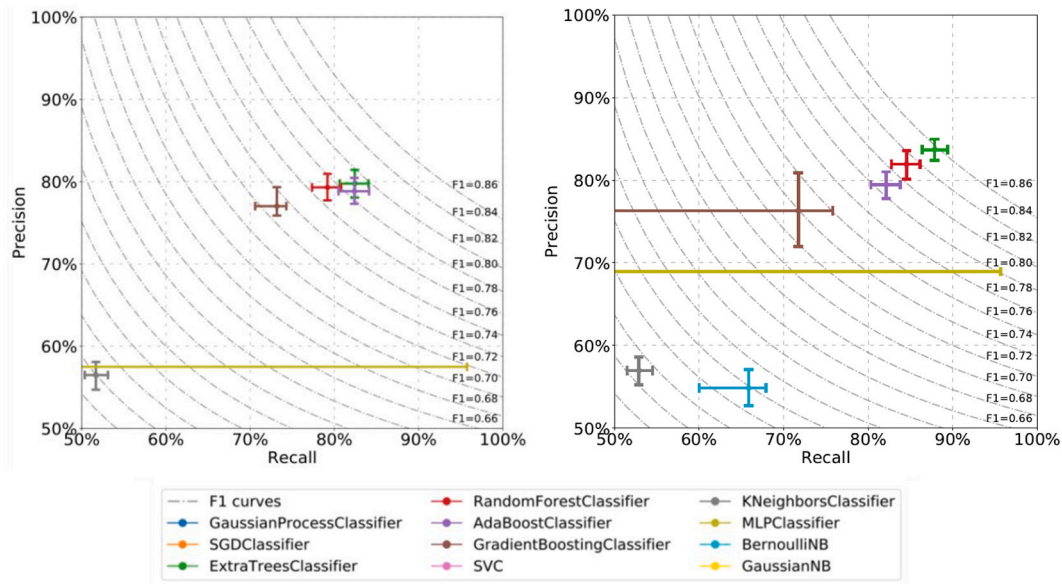 100%
90%
80%
70%
60%
50%
Precision
50%
60%
70%
80%
90%
100%
Recall
F1=0.86
F1=0.84
F1=0.82
F1=0.80
F1=0.78
F1=0.76
F1=0.74
F1=0.72
F1=0.70
F1=0.68
F1=0.66
100%
90%
80%
70%
60%
50%
Precision
50%
60%
70%
80%
90%
100%
Recall
F1=0.86
F1=0.84
F1=0.82
F1=0.80
F1=0.78
F1=0.76
F1=0.74
F1=0.72
F1=0.70
F1=0.68
F1=0.66
F1 curves
GaussianProcessClassifier
SGDClassifier
ExtraTreesClassifier
RandomForestClassifier
AdaBoostClassifier
GradientBoostingClassifier
SVC
KNeighborsClassifier
MLPClassifier
BernoulliNB
GaussianNB